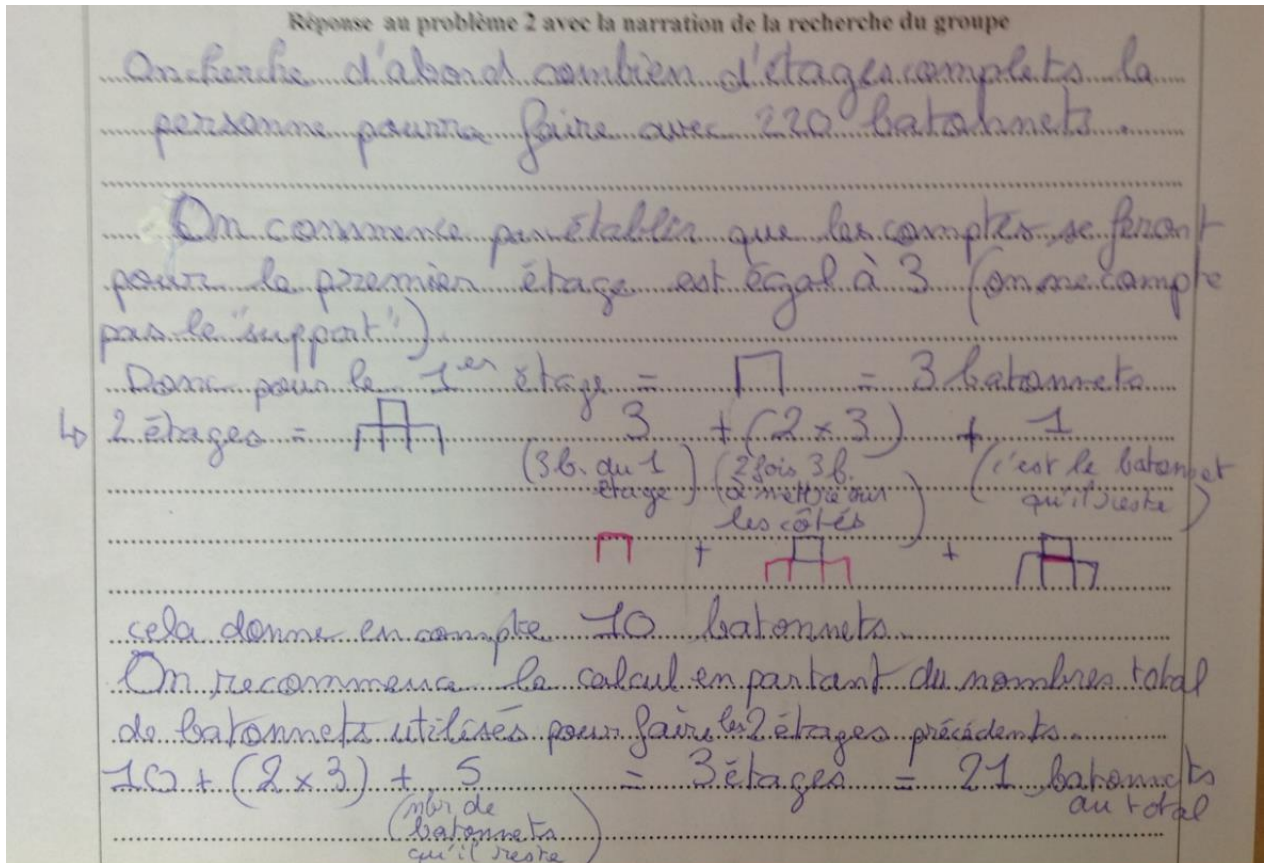 Réponse au problème 2 avec la narration de la recherche du groupe
On cherche d'abord combien d'étages complets la
personne pourra faire avec 220 batonnets.
On commence par établir que les comptes se feront
pour le premier étage est égal à 3 (on ne compte
pas le "support").
Donc pour le 1er étage = = 3 batonnets
↳ 2 étages = 3 + (2 × 3) + 1
(3 b. du 1 étage) (2 fois 3 b. à mettre sur les côtés) (c'est le batonnet qu'il reste)
+ +
cela donne en compte 10 batonnets.
On recommence le calcul en partant du nombres total
de batonnets utilisés pour faire les 2 étages précédents.
10 + (2 × 3) + 5 = 3 étages = 21 batonnets
au total
(nbr de
batonnets
qu'il reste